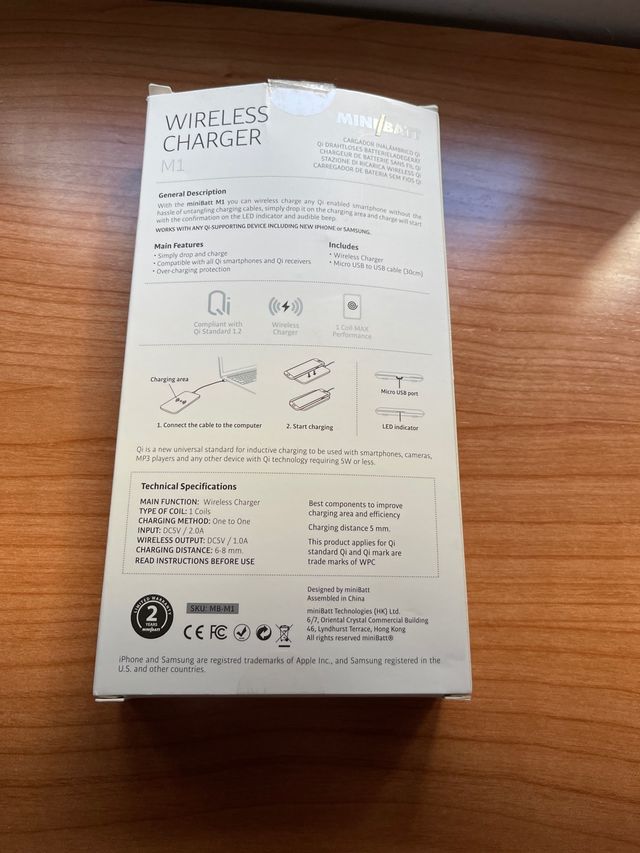 WIRELESS
CHARGER
M1
MINIBATT
CARGADOR INALÁMBRICO Qi
Qi DRAHTLOSES BATTERIELADEGERÄT
CHARGEUR DE BATTERIE SANS FIL Qi
STAZIONE DI RICARICA WIRELESS Qi
CARREGADOR DE BATERIA SEM FIOS Qi
General Description
With the miniBatt M1 you can wireless charge any Qi enabled smartphone without the
hassle of untangling charging cables, simply drop it on the charging area and charge will start
with the confirmation on the LED indicator and audible beep.
WORKS WITH ANY Qi-SUPPORTING DEVICE INCLUDING NEW IPHONE or SAMSUNG.
Main Features
· Simply drop and charge
· Compatible with all Qi smartphones and Qi receivers
· Over-charging protection
Includes
· Wireless Charger
· Micro USB to USB cable (30cm)
Qi
Compliant with
Qi Standard 1.2
Wireless
Charger
1 Coil MAX
Performance
Charging area
1. Connect the cable to the computer
2. Start charging
Micro USB port
LED indicator
Qi is a new universal standard for inductive charging to be used with smartphones, cameras,
MP3 players and any other device with Qi technology requiring 5W or less.
Technical Specifications
MAIN FUNCTION: Wireless Charger
TYPE OF COIL: 1 Coils
CHARGING METHOD: One to One
INPUT: DC5V / 2.0A
WIRELESS OUTPUT: DC5V / 1.0A
CHARGING DISTANCE: 6-8 mm.
READ INSTRUCTIONS BEFORE USE
Best components to improve
charging area and efficiency
Charging distance 5 mm.
This product applies for Qi
standard Qi and Qi mark are
trade marks of WPC
LIMITED WARRANTY
2
YEARS
miniBatt
SKU: MB-M1
CE FC
Designed by miniBatt
Assembled in China
miniBatt Technologies (HK) Ltd.
6/7, Oriental Crystal Commercial Building
46, Lyndhurst Terrace, Hong Kong
All rights reserved miniBatt®
iPhone and Samsung are registred trademarks of Apple Inc., and Samsung registered in the
U.S. and other countries.